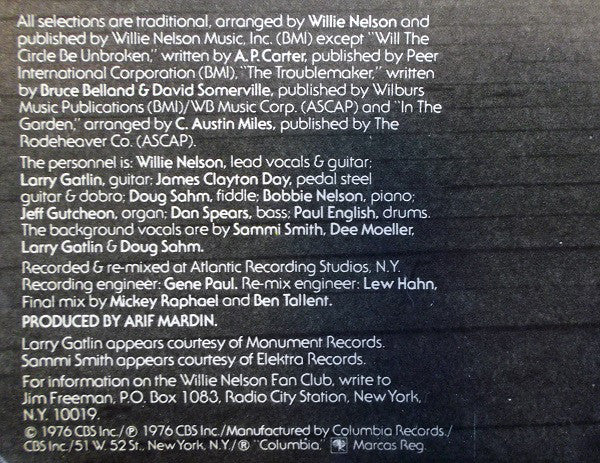 All selections are traditional, arranged by Willie Nelson and
published by Willie Nelson Music, Inc. (BMI) except "Will The
Circle Be Unbroken," written by A.P. Carter, published by Peer
International Corporation (BMI), "The Troublemaker," written
by Bruce Belland & David Somerville, published by Wilburs
Music Publications (BMI)/WB Music Corp. (ASCAP) and "In The
Garden," arranged by C. Austin Miles, published by The
Rodeheaver Co. (ASCAP).
The personnel is: Willie Nelson, lead vocals & guitar;
Larry Gatlin, guitar; James Clayton Day, pedal steel
guitar & dobro; Doug Sahm, fiddle; Bobbie Nelson, piano;
Jeff Gutcheon, organ; Dan Spears, bass; Paul English, drums.
The background vocals are by Sammi Smith, Dee Moeller,
Larry Gatlin & Doug Sahm.
Recorded & re-mixed at Atlantic Recording Studios, N.Y.
Recording engineer: Gene Paul. Re-mix engineer: Lew Hahn,
Final mix by Mickey Raphael and Ben Tallent.
PRODUCED BY ARIF MARDIN.
Larry Gatlin appears courtesy of Monument Records.
Sammi Smith appears courtesy of Elektra Records.
For information on the Willie Nelson Fan Club, write to
Jim Freeman, P.O. Box 1083, Radio City Station, New York,
N.Y. 10019.
© 1976 CBS Inc./℗ 1976 CBS Inc./Manufactured by Columbia Records/
CBS Inc./51 W. 52 St., New York, N.Y./® "Columbia," Marcas Reg.